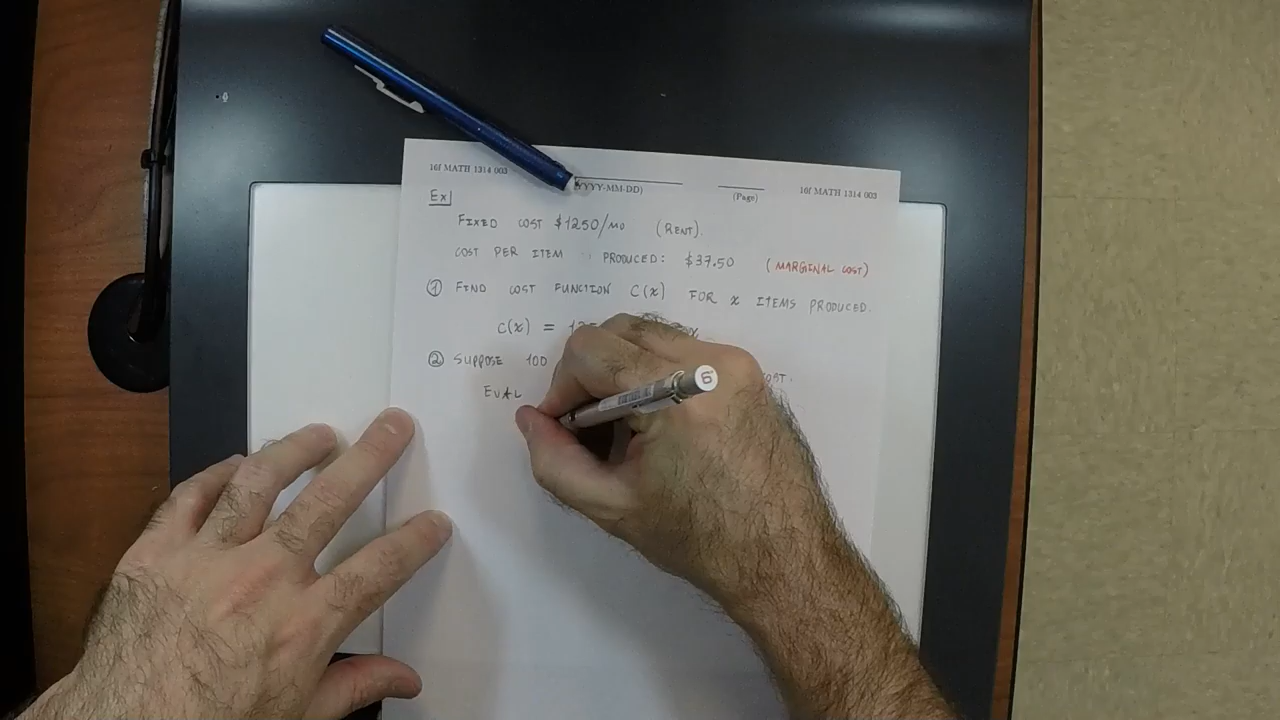 16f MATH 1314 003 (YYYY-MM-DD) (Page) 16f MATH 1314 003
Ex
FIXED COST $1250/MO (RENT).
COST PER ITEM PRODUCED: $37.50 (MARGINAL COST)
① FIND COST FUNCTION C(x) FOR x ITEMS PRODUCED.
C(x) = x
② SUPPOSE 100
EVAL
6